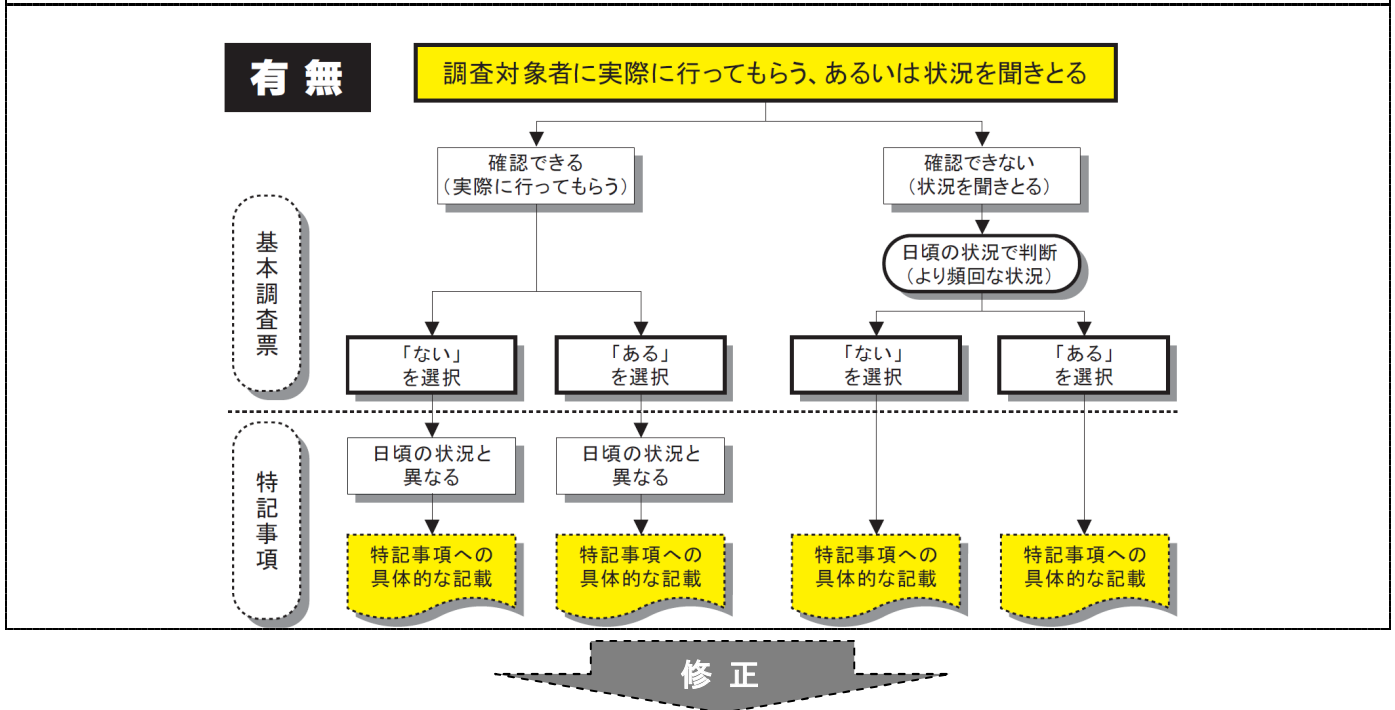 有無
調査対象者に実際に行ってもらう、あるいは状況を聞きとる
確認できる
（実際に行ってもらう）
確認できない
（状況を聞きとる）
日頃の状況で判断
（より頻回な状況）
基本調査票
「ない」
を選択
「ある」
を選択
「ない」
を選択
「ある」
を選択
特記事項
日頃の状況と
異なる
日頃の状況と
異なる
特記事項への
具体的な記載
特記事項への
具体的な記載
特記事項への
具体的な記載
特記事項への
具体的な記載
修正